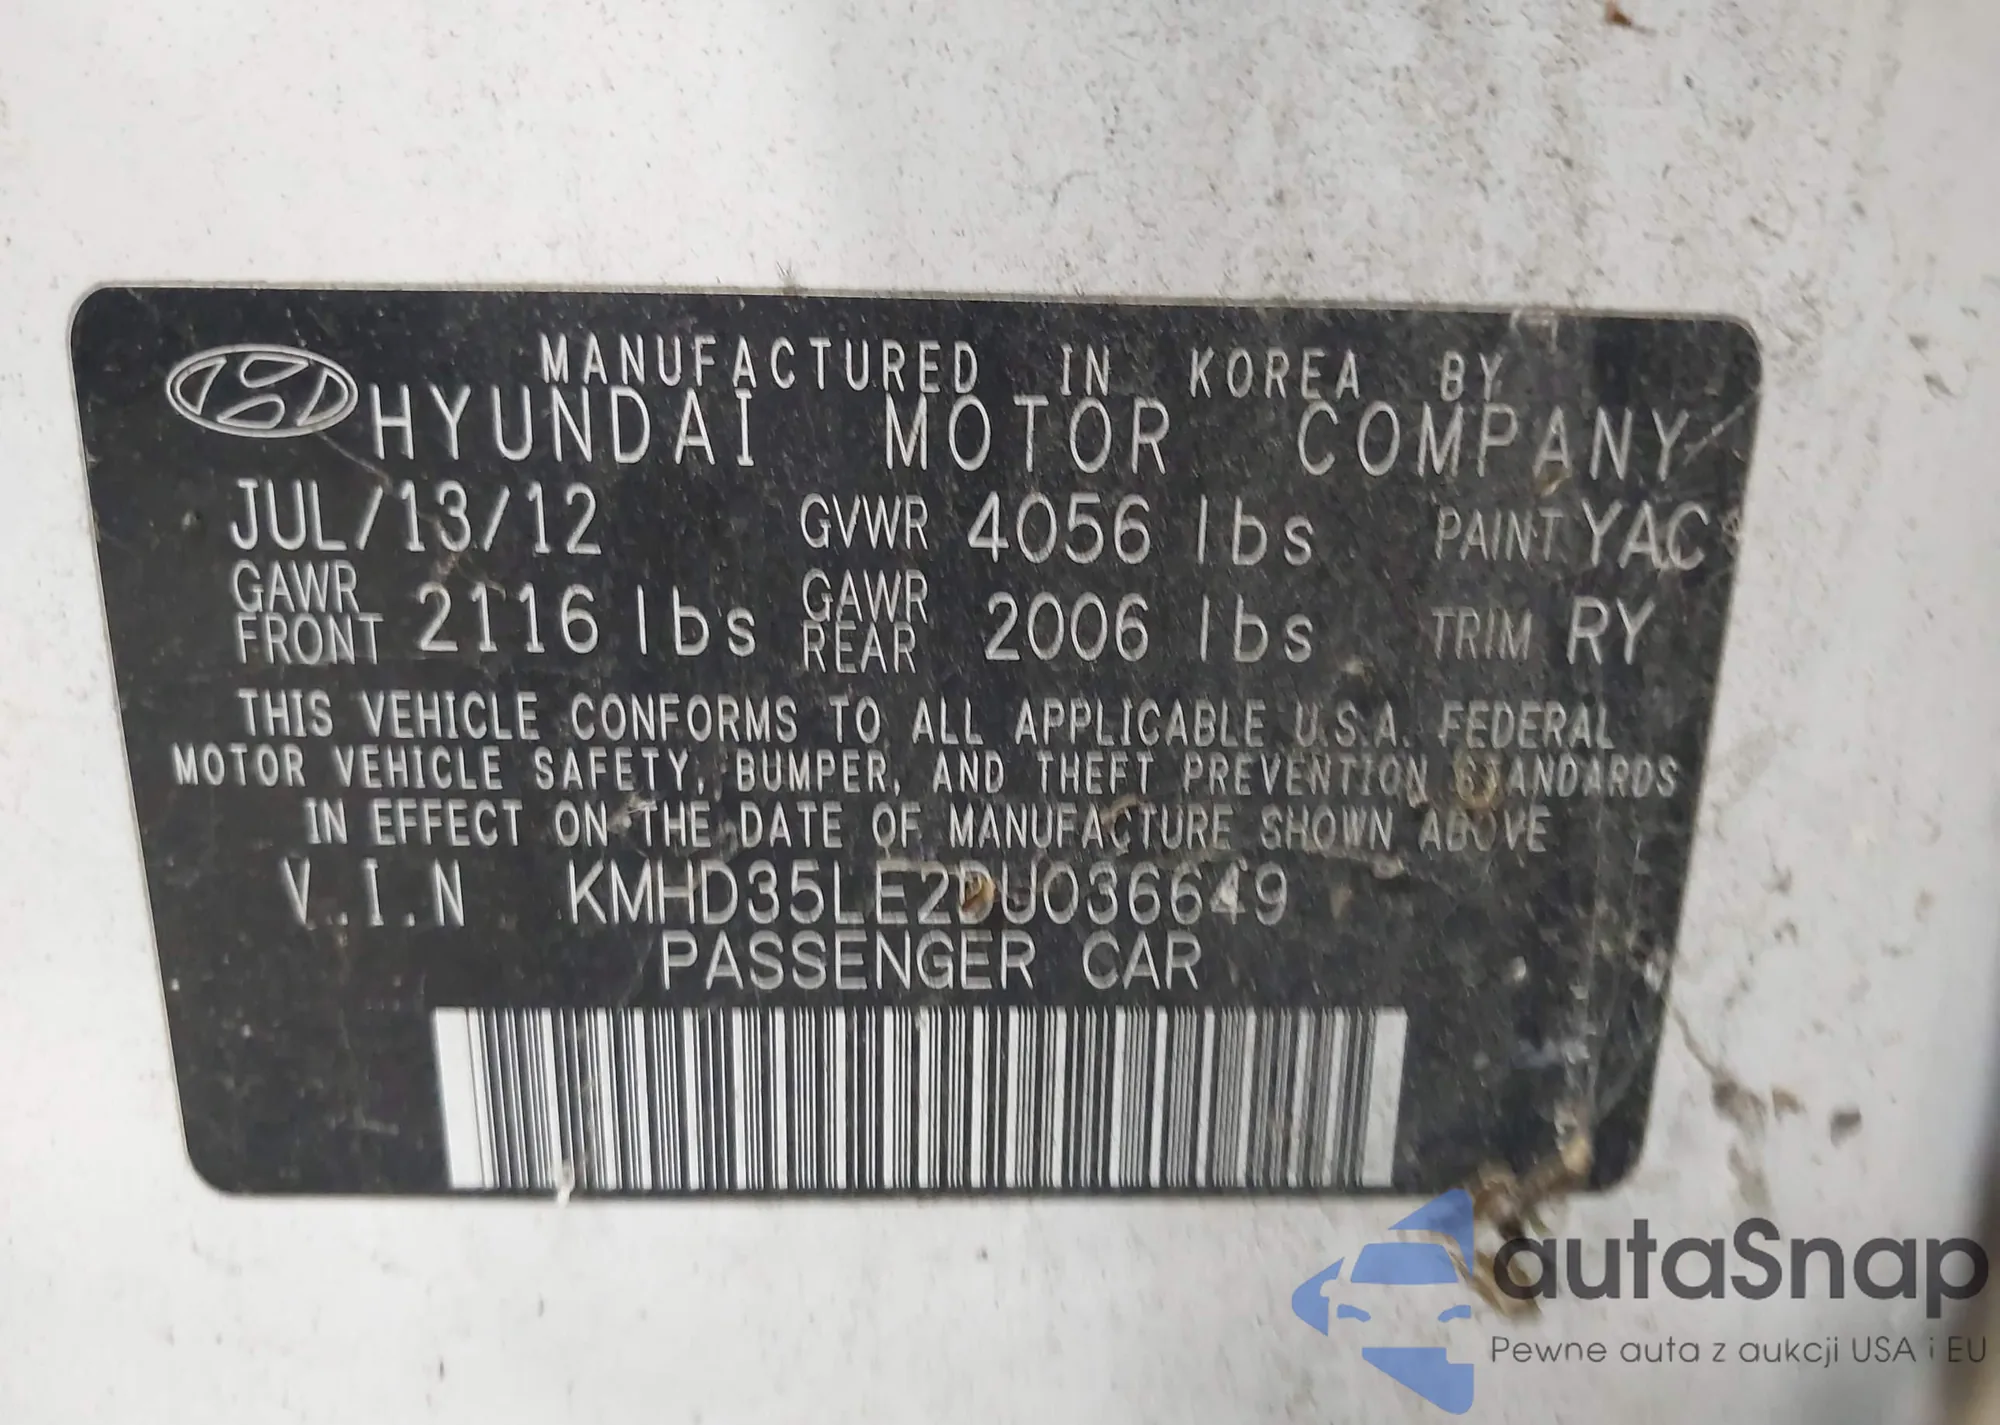 MANUFACTURED IN KOREA BY
HYUNDAI MOTOR COMPANY
JUL/13/12 GVWR 4056 lbs PAINT YAC
GAWR FRONT 2116 lbs GAWR REAR 2006 lbs TRIM RY
THIS VEHICLE CONFORMS TO ALL APPLICABLE U.S.A. FEDERAL
MOTOR VEHICLE SAFETY, BUMPER, AND THEFT PREVENTION STANDARDS
IN EFFECT ON THE DATE OF MANUFACTURE SHOWN ABOVE
V.I.N KMHD35LE2DU036649
PASSENGER CAR
autaSnap
Pewne auta z aukcji USA i EU